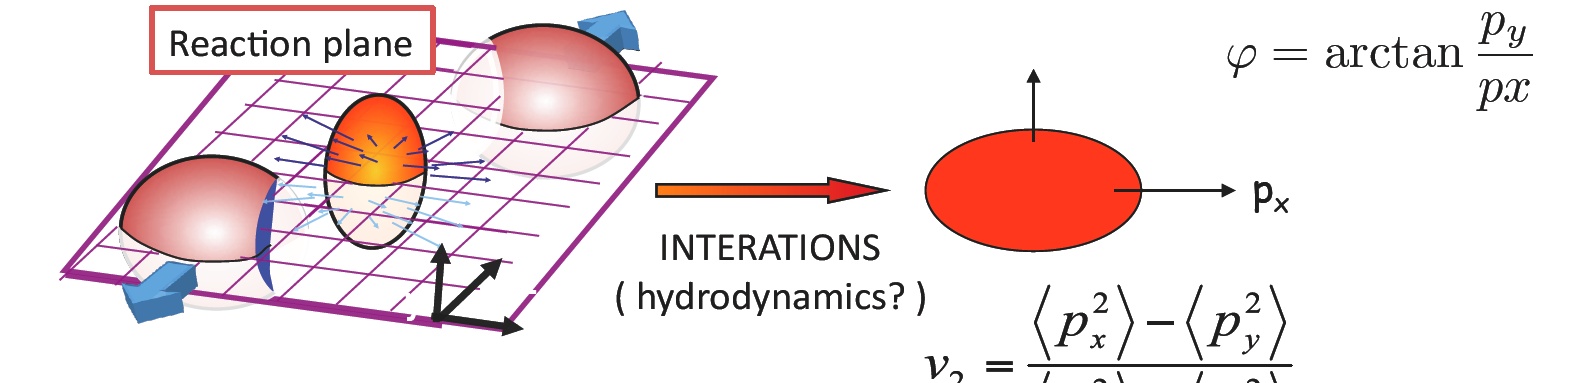 Reaction plane
φ = arctan p_y / px
p_x
INTERATIONS
( hydrodynamics? )
v_2 = ⟨p_x^2⟩ − ⟨p_y^2⟩